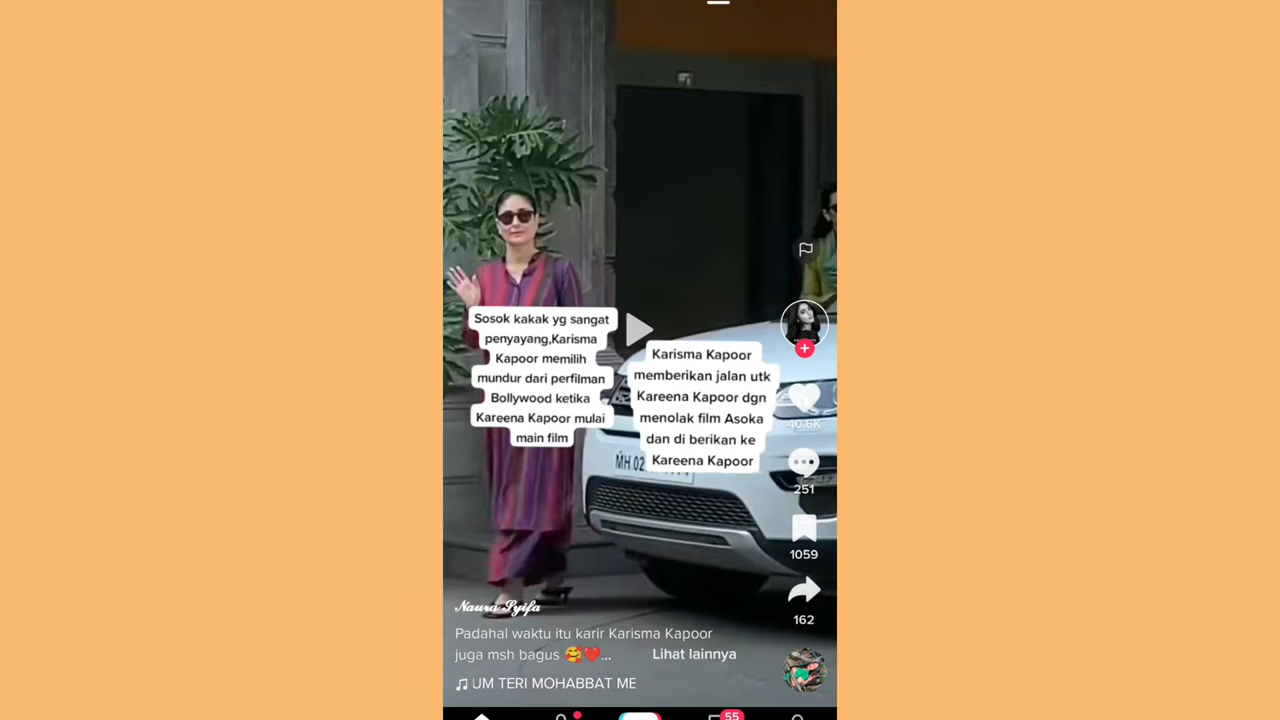 Sosok kakak yg sangat
penyayang,Karisma
Kapoor memilih
mundur dari perfilman
Bollywood ketika
Kareena Kapoor mulai
main film
Karisma Kapoor
memberikan jalan utk
Kareena Kapoor dgn
menolak film Asoka
dan di berikan ke
Kareena Kapoor
MH 02
40.6K
251
1059
162
Naura Syifa
Padahal waktu itu karir Karisma Kapoor
juga msh bagus 🥰❤️... Lihat lainnya
UM TERI MOHABBAT ME
55